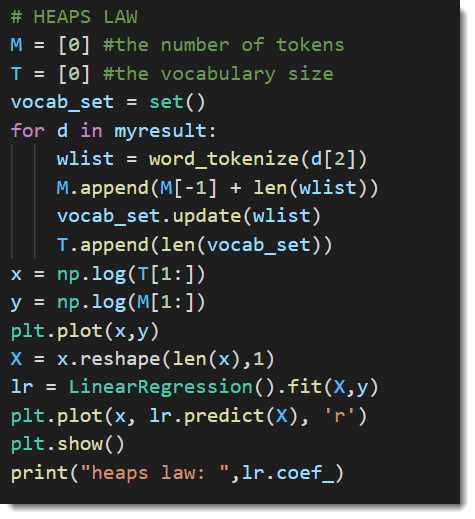 # HEAPS LAW
M = [0] #the number of tokens
T = [0] #the vocabulary size
vocab_set = set()
for d in myresult:
    wlist = word_tokenize(d[2])
    M.append(M[-1] + len(wlist))
    vocab_set.update(wlist)
    T.append(len(vocab_set))
x = np.log(T[1:])
y = np.log(M[1:])
plt.plot(x,y)
X = x.reshape(len(x),1)
lr = LinearRegression().fit(X,y)
plt.plot(x, lr.predict(X), 'r')
plt.show()
print("heaps law: ",lr.coef_)